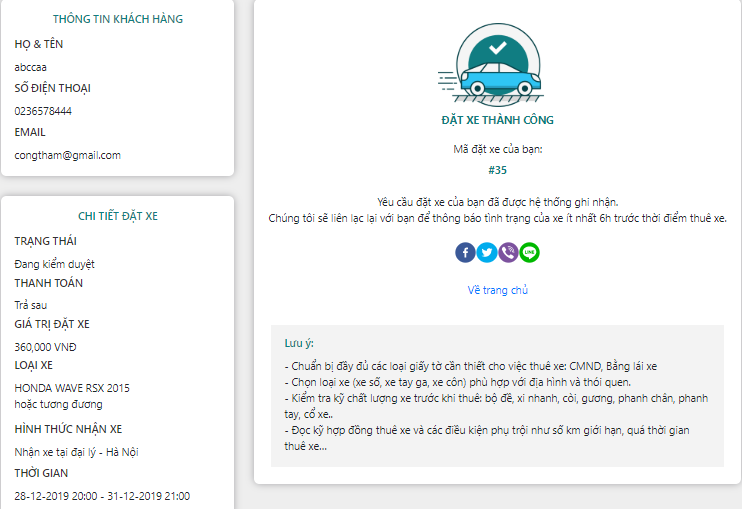 THÔNG TIN KHÁCH HÀNG
HỌ & TÊN
abccaa
SỐ ĐIỆN THOẠI
0236578444
EMAIL
congtham@gmail.com
CHI TIẾT ĐẶT XE
TRẠNG THÁI
Đang kiểm duyệt
THANH TOÁN
Trả sau
GIÁ TRỊ ĐẶT XE
360,000 VNĐ
LOẠI XE
HONDA WAVE RSX 2015
hoặc tương đương
HÌNH THỨC NHẬN XE
Nhận xe tại đại lý - Hà Nội
THỜI GIAN
28-12-2019 20:00 - 31-12-2019 21:00
ĐẶT XE THÀNH CÔNG
Mã đặt xe của bạn:
#35
Yêu cầu đặt xe của bạn đã được hệ thống ghi nhận.
Chúng tôi sẽ liên lạc lại với bạn để thông báo tình trạng của xe ít nhất 6h trước thời điểm thuê xe.
LINE
Về trang chủ
Lưu ý:
- Chuẩn bị đầy đủ các loại giấy tờ cần thiết cho việc thuê xe: CMND, Bằng lái xe
- Chọn loại xe (xe số, xe tay ga, xe côn) phù hợp với địa hình và thói quen.
- Kiểm tra kỹ chất lượng xe trước khi thuê: bộ đề, xi nhanh, còi, gương, phanh chân, phanh
tay, cổ xe..
- Đọc kỹ hợp đồng thuê xe và các điều kiện phụ trội như số km giới hạn, quá thời gian
thuê xe...